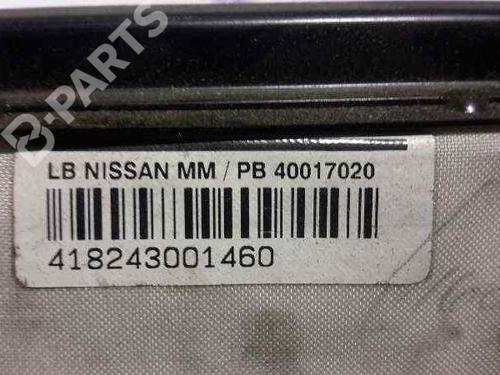 B-PARTS
LB NISSAN MM / PB 40017020
418243001460